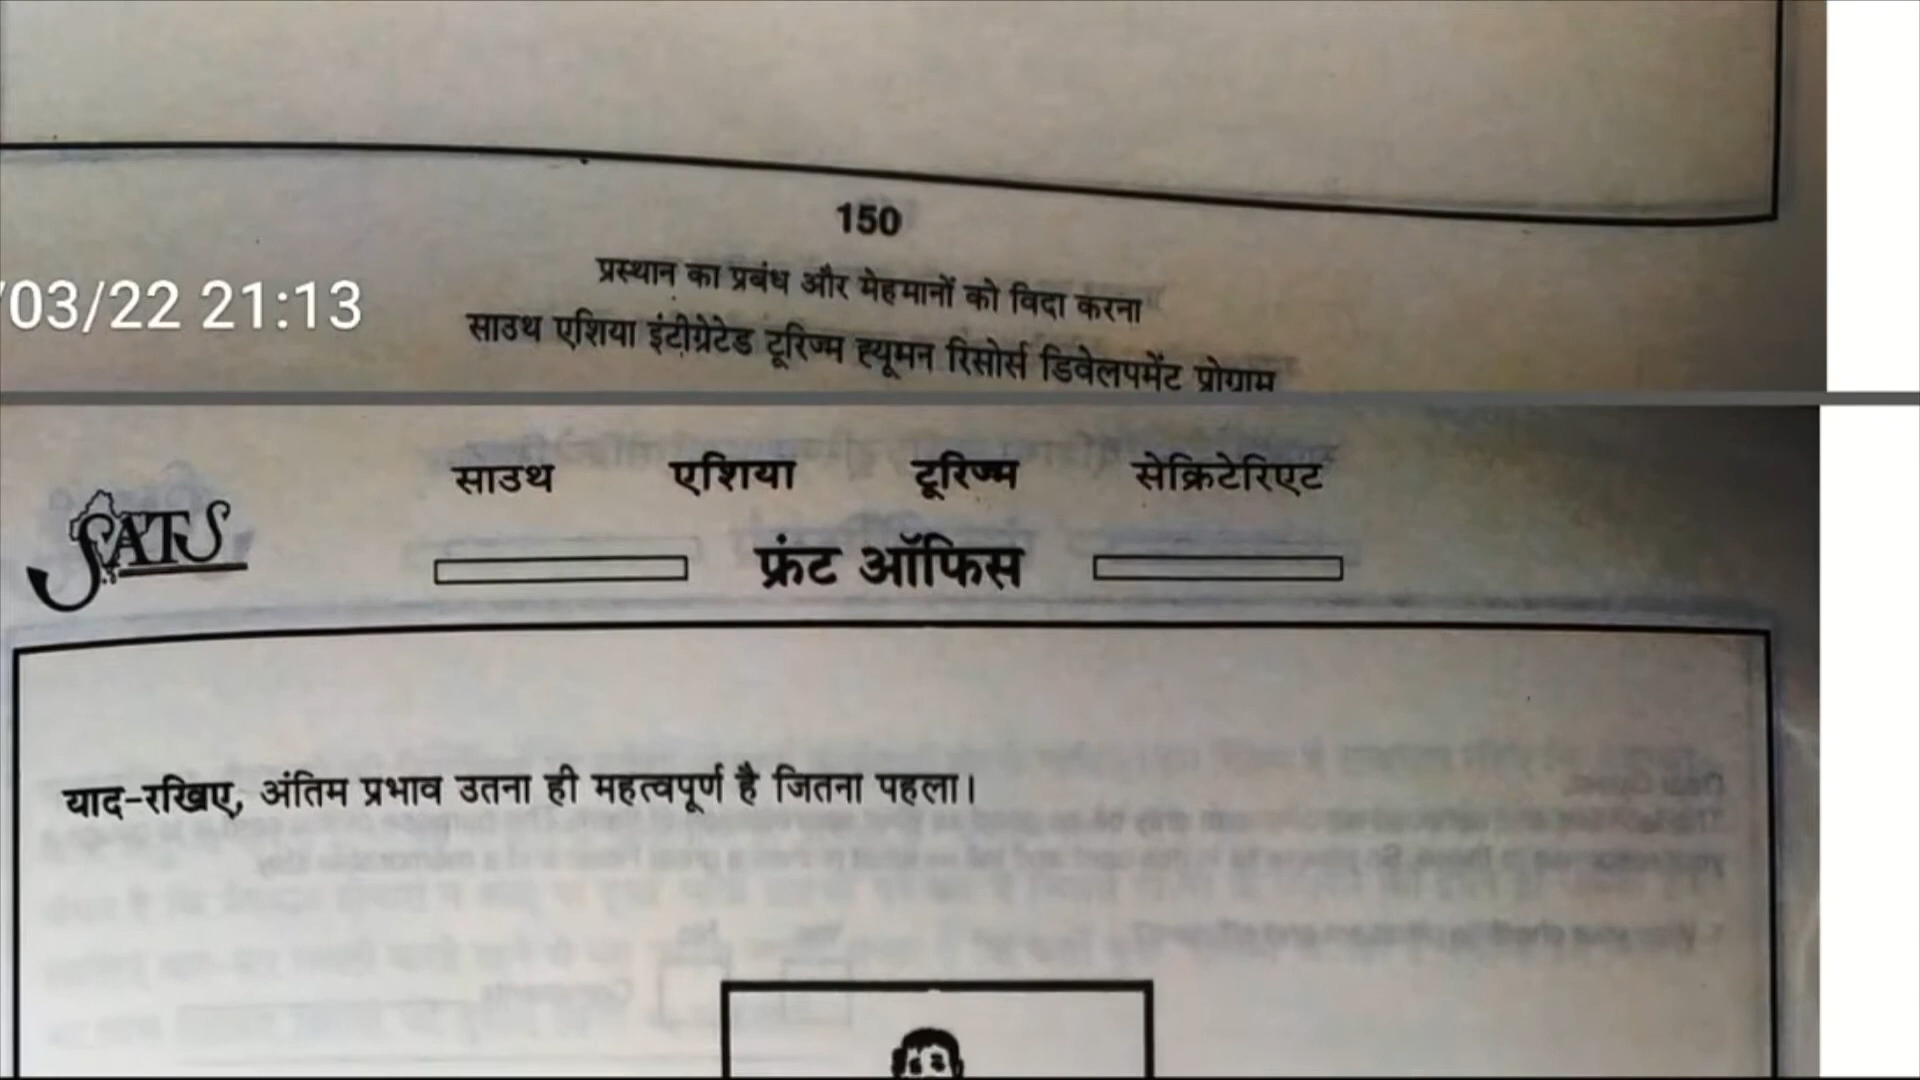 150
प्रस्थान का प्रबंध और मेहमानों को विदा करना
/03/22 21:13
साउथ एशिया इंटीग्रेटेड टूरिज्म ह्यूमन रिसोर्स डिवेलपमेंट प्रोग्राम
साउथ एशिया टूरिज्म सेक्रिटेरिएट
SATS
फ्रंट ऑफिस
याद-रखिए, अंतिम प्रभाव उतना ही महत्वपूर्ण है जितना पहला।